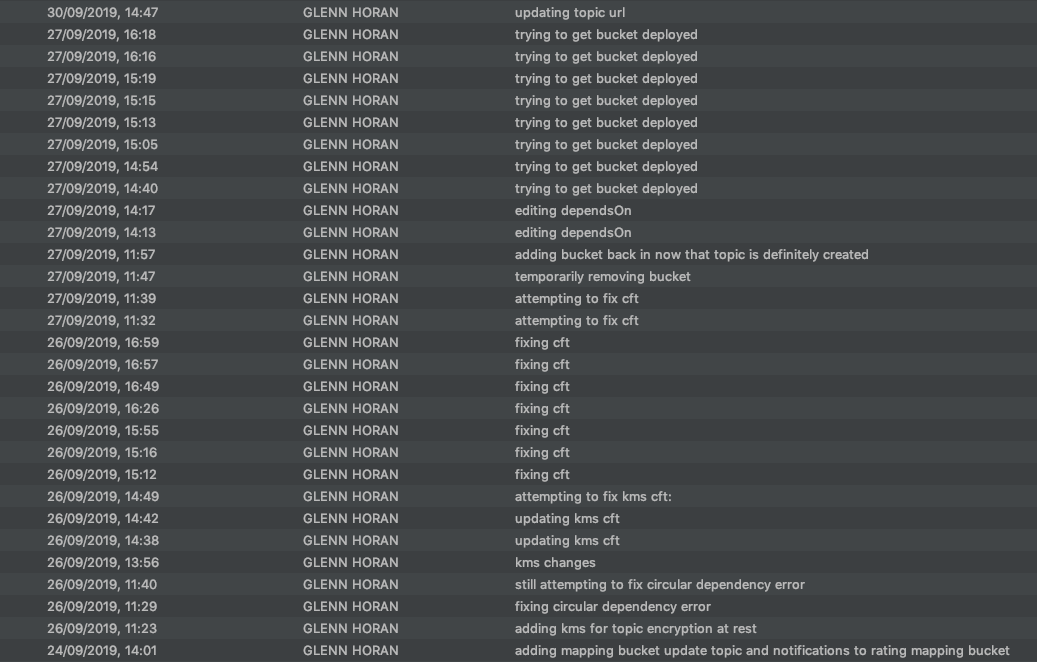 30/09/2019, 14:47 GLENN HORAN updating topic url
27/09/2019, 16:18 GLENN HORAN trying to get bucket deployed
27/09/2019, 16:16 GLENN HORAN trying to get bucket deployed
27/09/2019, 15:19 GLENN HORAN trying to get bucket deployed
27/09/2019, 15:15 GLENN HORAN trying to get bucket deployed
27/09/2019, 15:13 GLENN HORAN trying to get bucket deployed
27/09/2019, 15:05 GLENN HORAN trying to get bucket deployed
27/09/2019, 14:54 GLENN HORAN trying to get bucket deployed
27/09/2019, 14:40 GLENN HORAN trying to get bucket deployed
27/09/2019, 14:17 GLENN HORAN editing dependsOn
27/09/2019, 14:13 GLENN HORAN editing dependsOn
27/09/2019, 11:57 GLENN HORAN adding bucket back in now that topic is definitely created
27/09/2019, 11:47 GLENN HORAN temporarily removing bucket
27/09/2019, 11:39 GLENN HORAN attempting to fix cft
27/09/2019, 11:32 GLENN HORAN attempting to fix cft
26/09/2019, 16:59 GLENN HORAN fixing cft
26/09/2019, 16:57 GLENN HORAN fixing cft
26/09/2019, 16:49 GLENN HORAN fixing cft
26/09/2019, 16:26 GLENN HORAN fixing cft
26/09/2019, 15:55 GLENN HORAN fixing cft
26/09/2019, 15:16 GLENN HORAN fixing cft
26/09/2019, 15:12 GLENN HORAN fixing cft
26/09/2019, 14:49 GLENN HORAN attempting to fix kms cft:
26/09/2019, 14:42 GLENN HORAN updating kms cft
26/09/2019, 14:38 GLENN HORAN updating kms cft
26/09/2019, 13:56 GLENN HORAN kms changes
26/09/2019, 11:40 GLENN HORAN still attempting to fix circular dependency error
26/09/2019, 11:29 GLENN HORAN fixing circular dependency error
26/09/2019, 11:23 GLENN HORAN adding kms for topic encryption at rest
24/09/2019, 14:01 GLENN HORAN adding mapping bucket update topic and notifications to rating mapping bucket